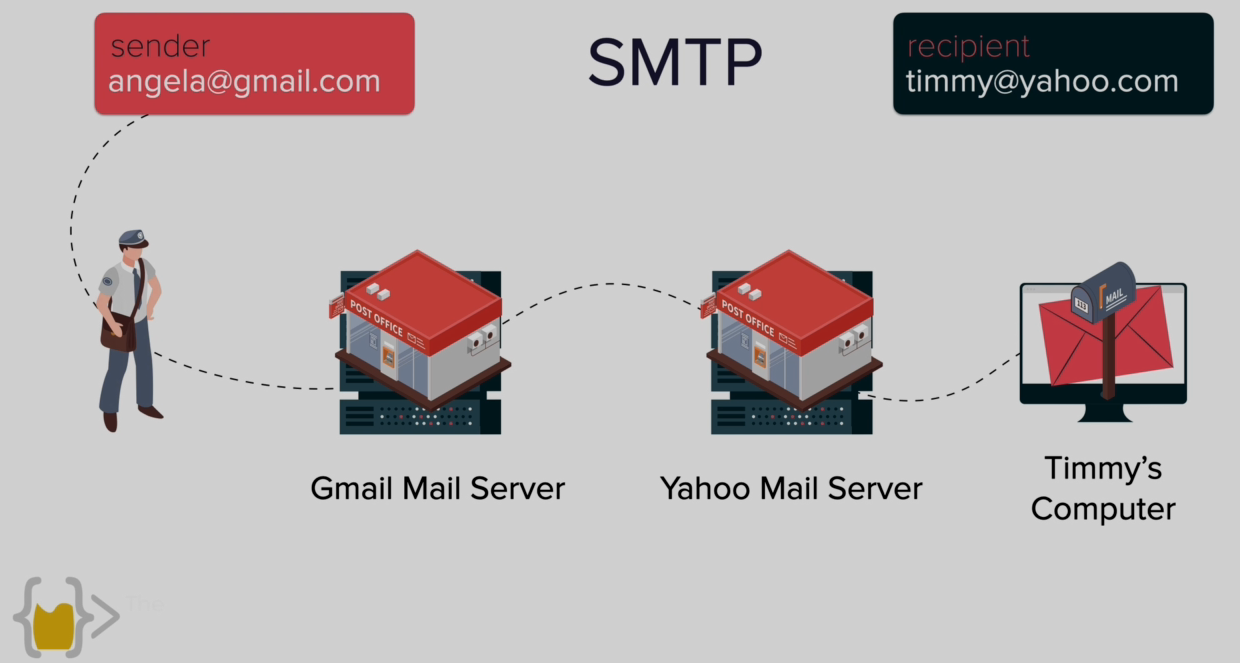 sender
angela@gmail.com
SMTP
recipient
timmy@yahoo.com
POST OFFICE
POST OFFICE
MAIL
Gmail Mail Server
Yahoo Mail Server
Timmy’s
Computer
The